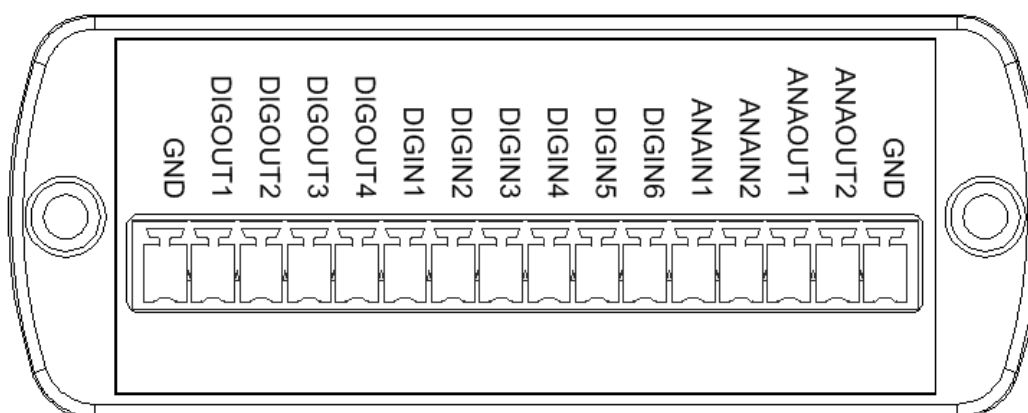 GND
DIGOUT1
DIGOUT2
DIGOUT3
DIGOUT4
DIGIN1
DIGIN2
DIGIN3
DIGIN4
DIGIN5
DIGIN6
ANAIN1
ANAIN2
ANAOUT1
ANAOUT2
GND